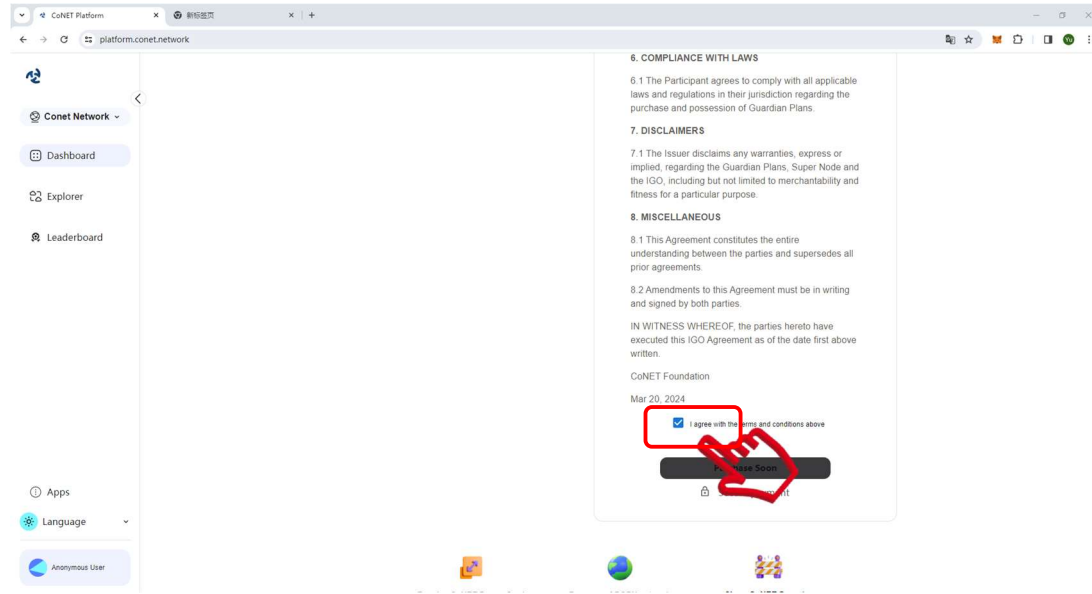 CoNET Platform
新标签页
platform.conet.network
Yu
Conet Network
Dashboard
Explorer
Leaderboard
Apps
Language
Anonymous User
6. COMPLIANCE WITH LAWS
6.1 The Participant agrees to comply with all applicable
laws and regulations in their jurisdiction regarding the
purchase and possession of Guardian Plans.
7. DISCLAIMERS
7.1 The Issuer disclaims any warranties, express or
implied, regarding the Guardian Plans, Super Node and
the IGO, including but not limited to merchantability and
fitness for a particular purpose.
8. MISCELLANEOUS
8.1 This Agreement constitutes the entire
understanding between the parties and supersedes all
prior agreements.
8.2 Amendments to this Agreement must be in writing
and signed by both parties.
IN WITNESS WHEREOF, the parties hereto have
executed this IGO Agreement as of the date first above
written.
CoNET Foundation
Mar 20, 2024
I agree with the terms and conditions above
Purchase Soon